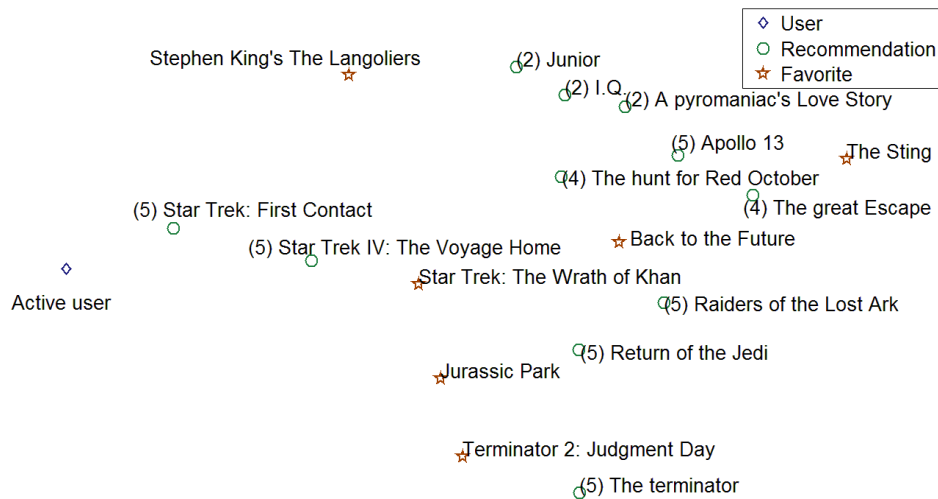 User
Recommendation
Favorite
Stephen King's The Langoliers
(2) Junior
(2) I.Q.
(2) A pyromaniac's Love Story
(5) Apollo 13
The Sting
(4) The hunt for Red October
(4) The great Escape
(5) Star Trek: First Contact
(5) Star Trek IV: The Voyage Home
Back to the Future
Star Trek: The Wrath of Khan
Active user
(5) Raiders of the Lost Ark
(5) Return of the Jedi
Jurassic Park
Terminator 2: Judgment Day
(5) The terminator